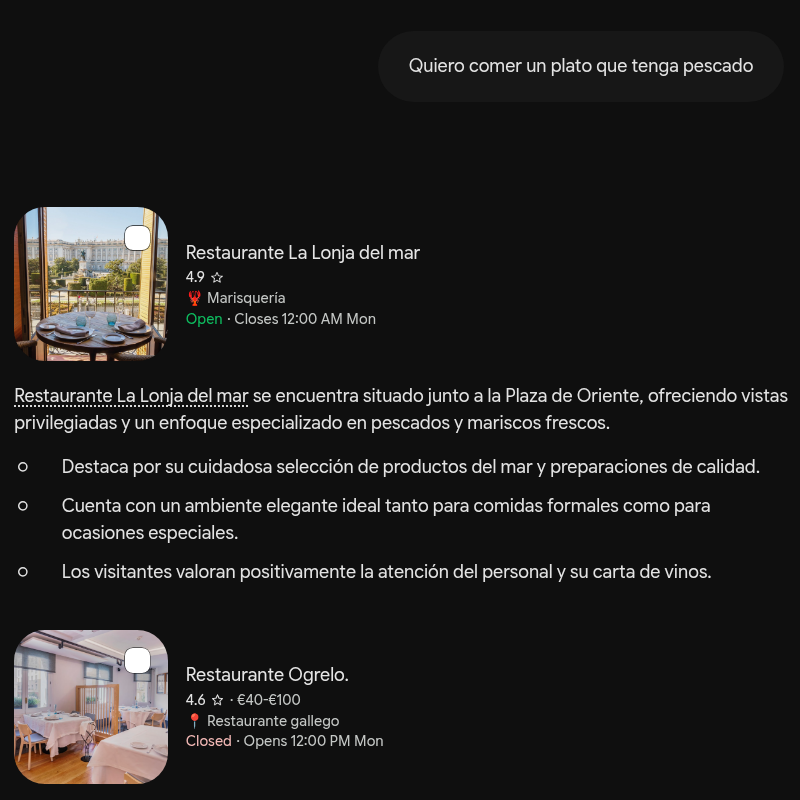 Quiero comer un plato que tenga pescado
Restaurante La Lonja del mar
4.9 ☆
🦞 Marisquería
Open · Closes 12:00 AM Mon
Restaurante La Lonja del mar se encuentra situado junto a la Plaza de Oriente, ofreciendo vistas
privilegiadas y un enfoque especializado en pescados y mariscos frescos.
Destaca por su cuidadosa selección de productos del mar y preparaciones de calidad.
Cuenta con un ambiente elegante ideal tanto para comidas formales como para
ocasiones especiales.
Los visitantes valoran positivamente la atención del personal y su carta de vinos.
Restaurante Ogrelo.
4.6 ☆ · €40-€100
📍 Restaurante gallego
Closed · Opens 12:00 PM Mon